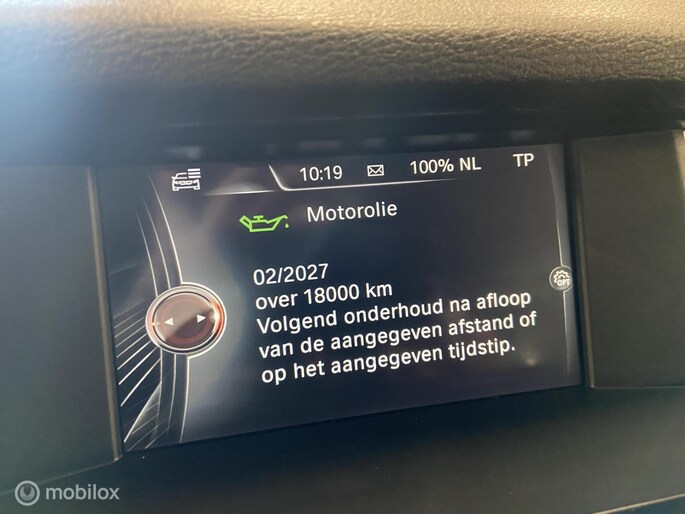 10:19 100% NL TP
Motorolie
02/2027
over 18000 km
Volgend onderhoud na afloop
van de aangegeven afstand of
op het aangegeven tijdstip.
OPT
mobilox